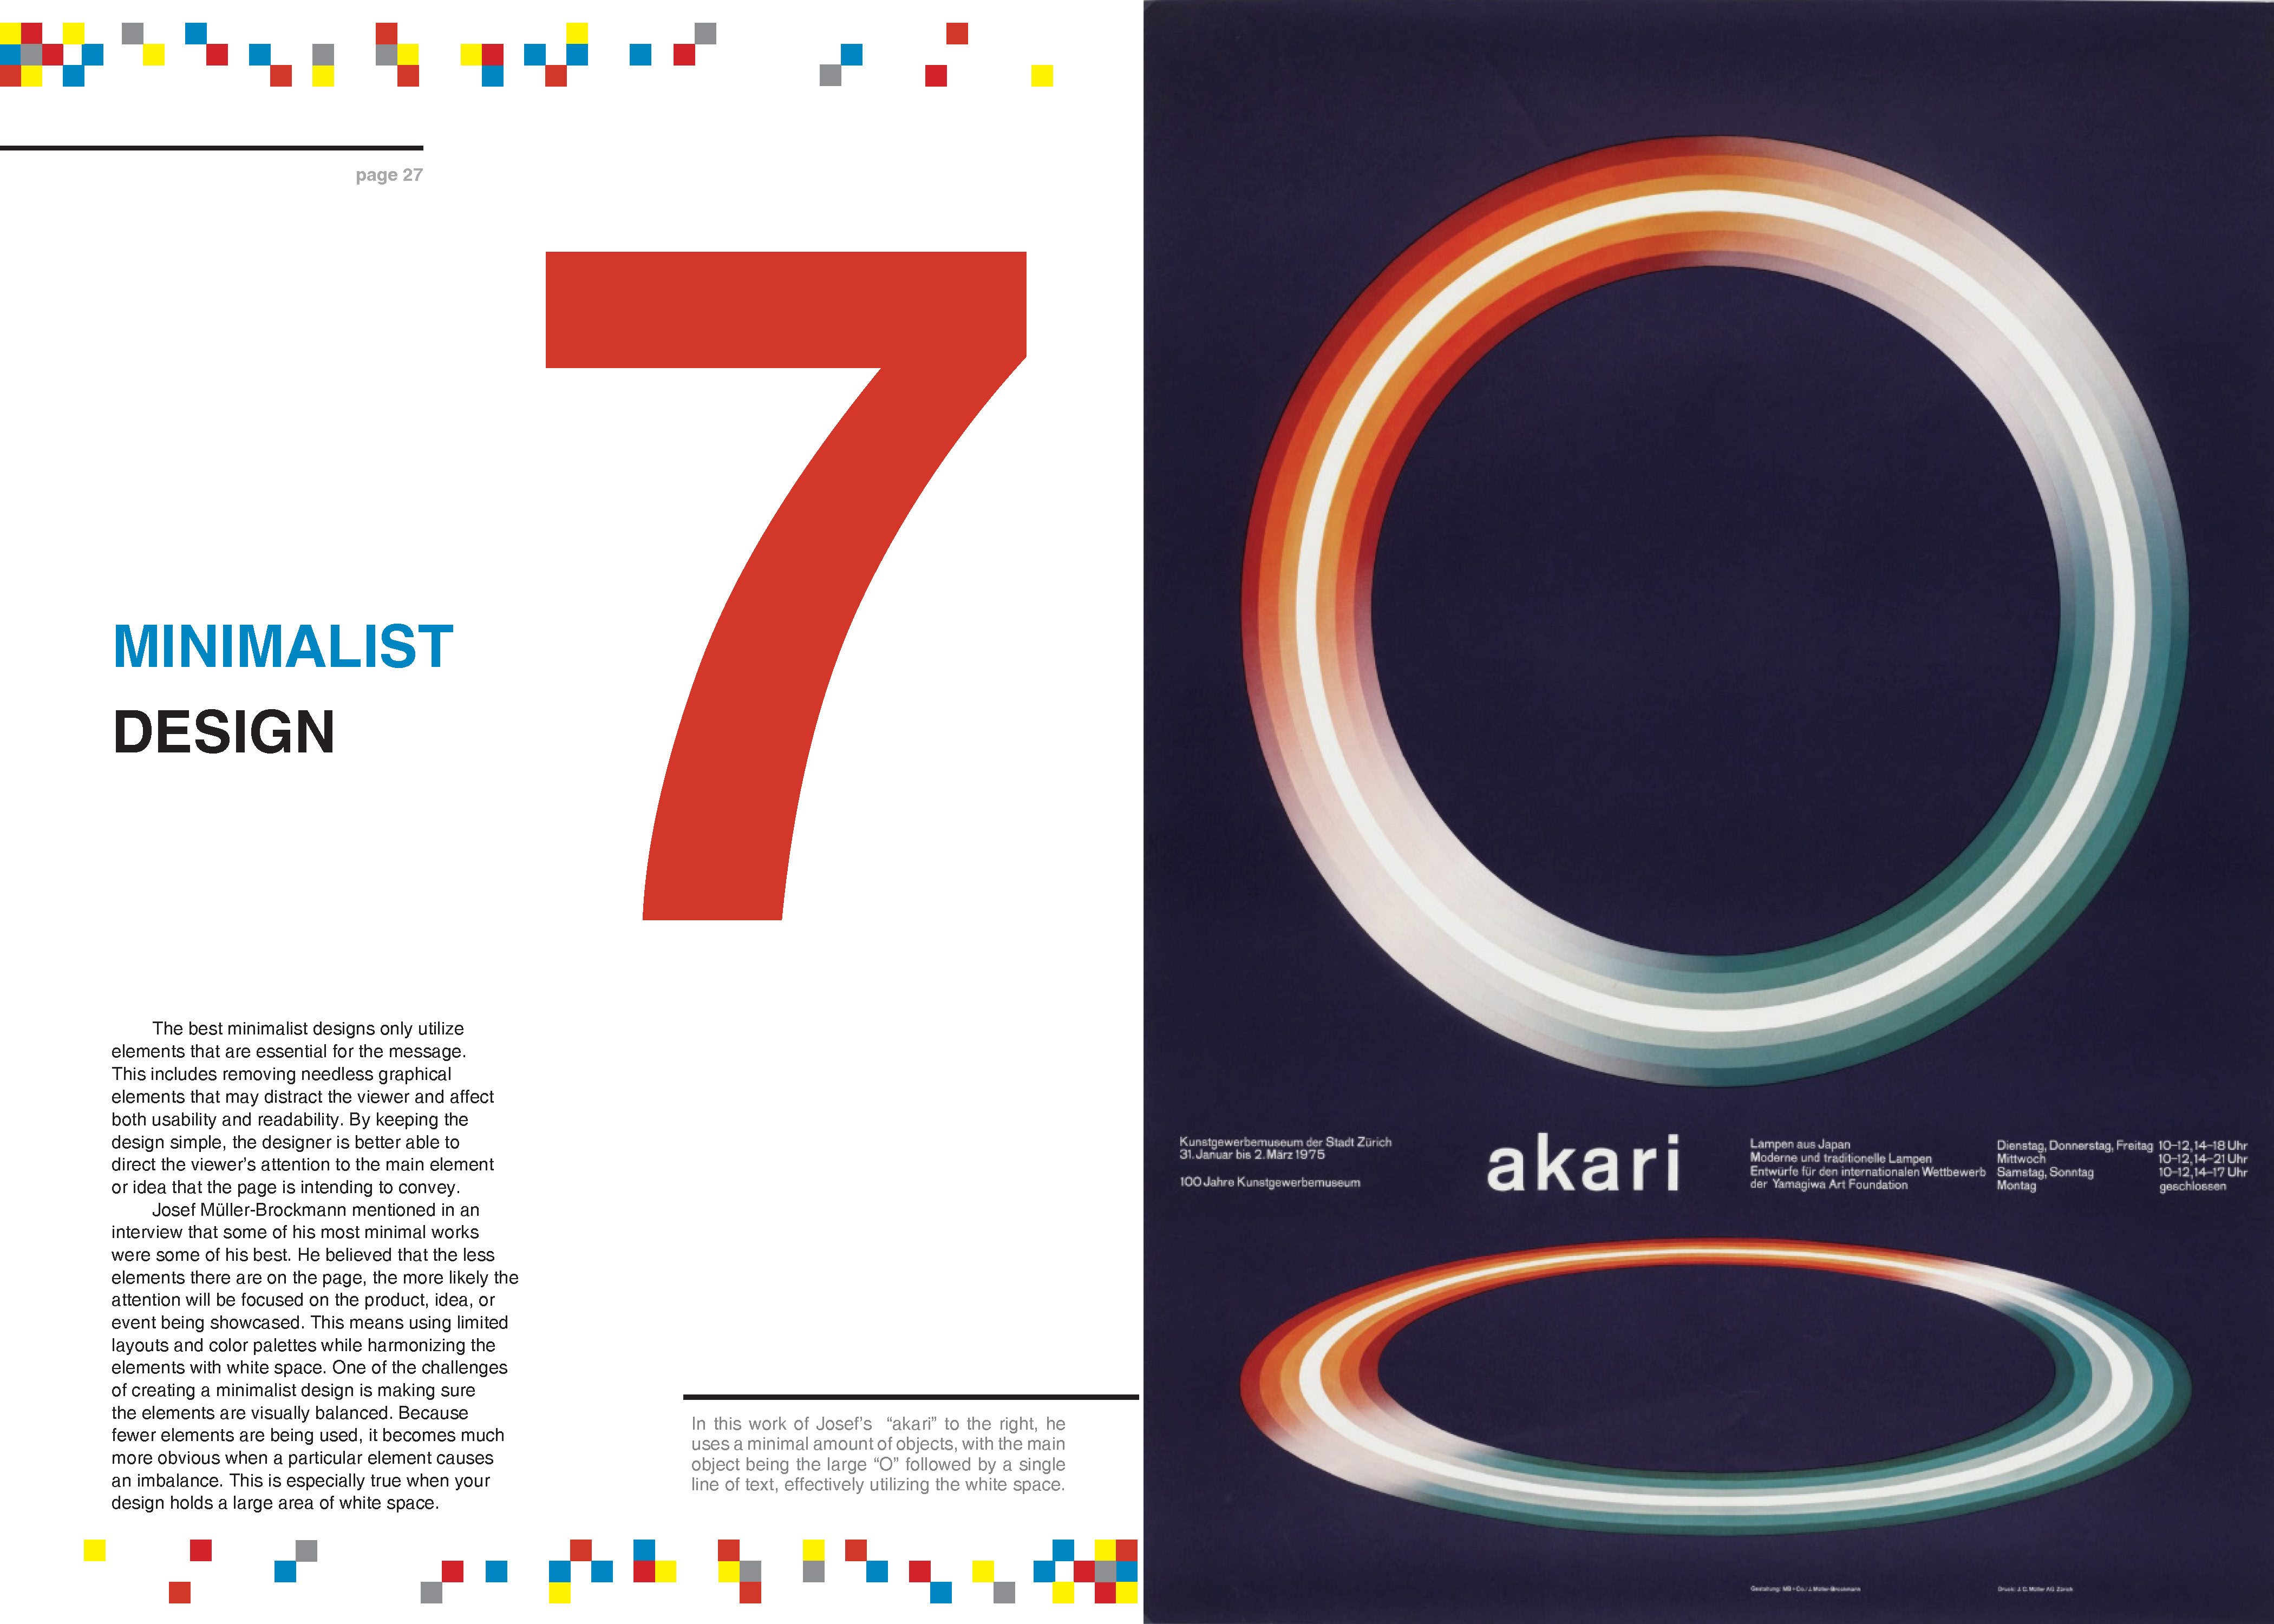 page 27
7
MINIMALIST
DESIGN
The best minimalist designs only utilize
elements that are essential for the message.
This includes removing needless graphical
elements that may distract the viewer and affect
both usability and readability. By keeping the
design simple, the designer is better able to
direct the viewer's attention to the main element
or idea that the page is intending to convey.
Josef Müller-Brockmann mentioned in an
interview that some of his most minimal works
were some of his best. He believed that the less
elements there are on the page, the more likely the
attention will be focused on the product, idea, or
event being showcased. This means using limited
layouts and color palettes while harmonizing the
elements with white space. One of the challenges
of creating a minimalist design is making sure
the elements are visually balanced. Because
fewer elements are being used, it becomes much
more obvious when a particular element causes
an imbalance. This is especially true when your
design holds a large area of white space.
In this work of Josef's “akari” to the right, he
uses a minimal amount of objects, with the main
object being the large “O” followed by a single
line of text, effectively utilizing the white space.
Kunstgewerbemuseum der Stadt Zürich
31. Januar bis 2. März 1975
100 Jahre Kunstgewerbemuseum
akari
Lampen aus Japan
Moderne und traditionelle Lampen
Entwürfe für den internationalen Wettbewerb
der Yamagiwa Art Foundation
Dienstag, Donnerstag, Freitag 10–12, 14–18 Uhr
Mittwoch 10–12, 14–21 Uhr
Samstag, Sonntag 10–12, 14–17 Uhr
Montag geschlossen
Gestaltung: MB+Co/J. Müller-Brockmann
Druck: J. C. Müller AG Zürich